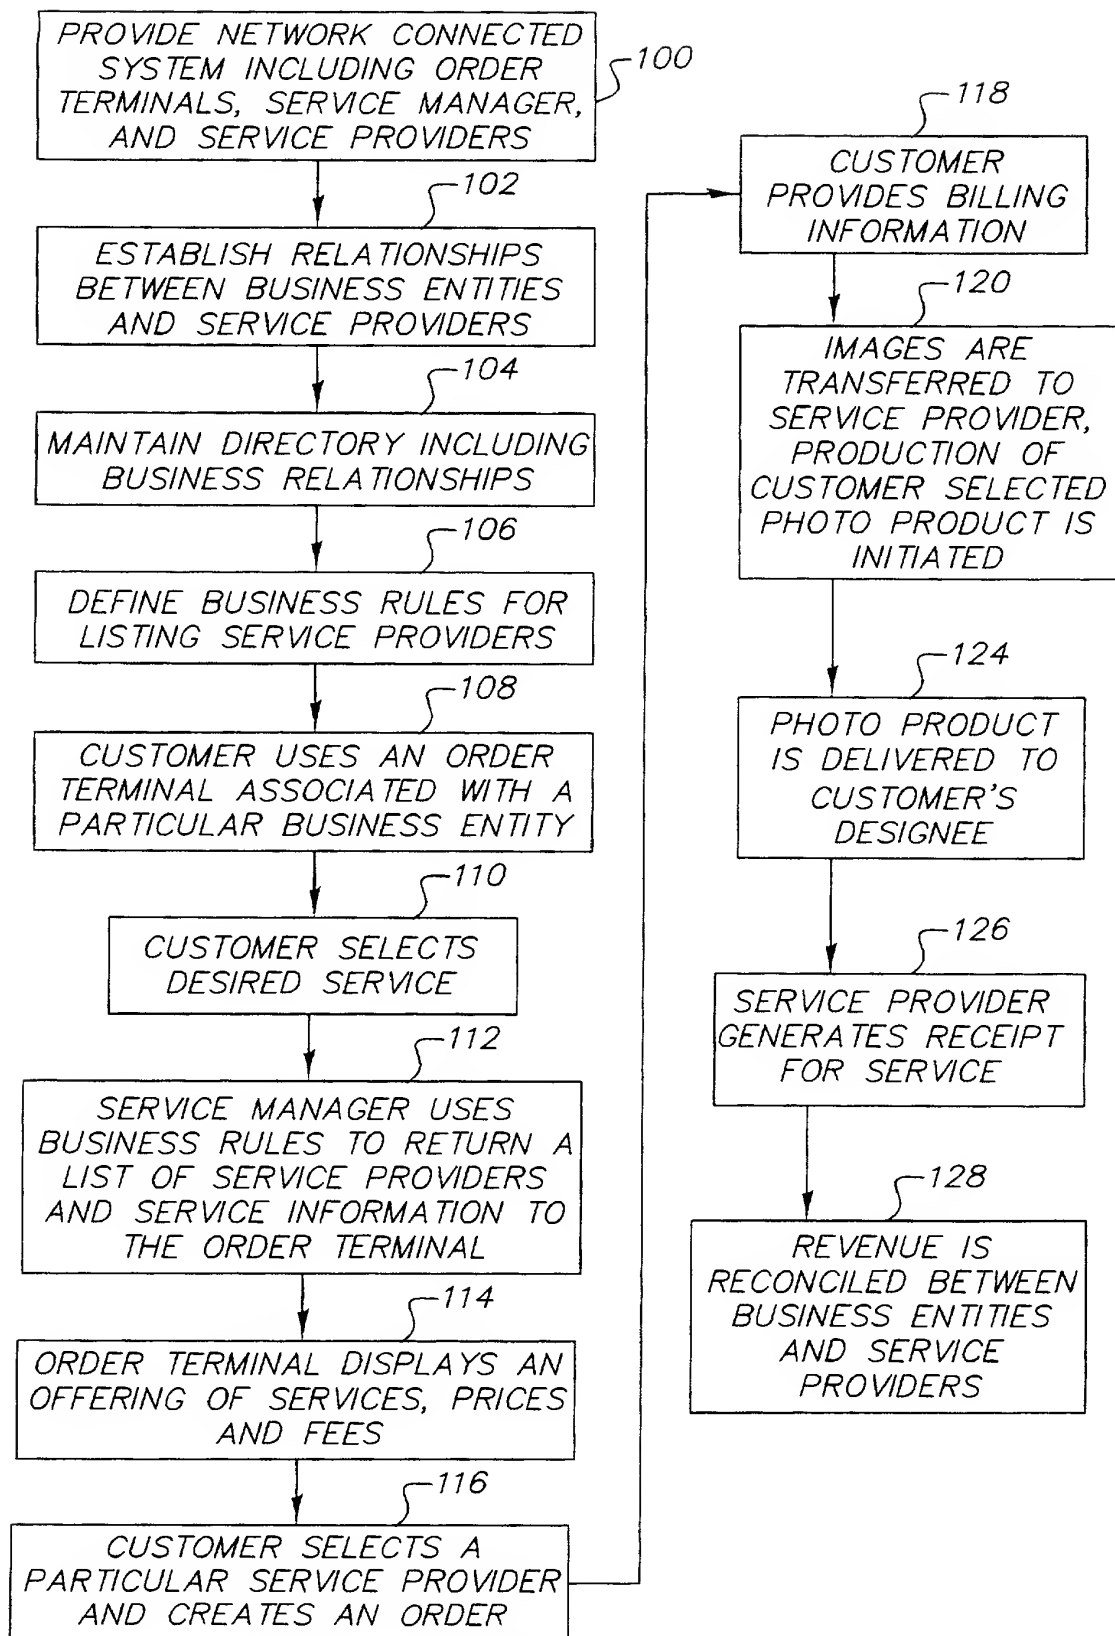 PROVIDE NETWORK CONNECTED
SYSTEM INCLUDING ORDER
TERMINALS, SERVICE MANAGER,
AND SERVICE PROVIDERS
100
102
ESTABLISH RELATIONSHIPS
BETWEEN BUSINESS ENTITIES
AND SERVICE PROVIDERS
104
MAINTAIN DIRECTORY INCLUDING
BUSINESS RELATIONSHIPS
106
DEFINE BUSINESS RULES FOR
LISTING SERVICE PROVIDERS
108
CUSTOMER USES AN ORDER
TERMINAL ASSOCIATED WITH A
PARTICULAR BUSINESS ENTITY
110
CUSTOMER SELECTS
DESIRED SERVICE
112
SERVICE MANAGER USES
BUSINESS RULES TO RETURN A
LIST OF SERVICE PROVIDERS
AND SERVICE INFORMATION TO
THE ORDER TERMINAL
114
ORDER TERMINAL DISPLAYS AN
OFFERING OF SERVICES, PRICES
AND FEES
116
CUSTOMER SELECTS A
PARTICULAR SERVICE PROVIDER
AND CREATES AN ORDER
118
CUSTOMER
PROVIDES BILLING
INFORMATION
120
IMAGES ARE
TRANSFERRED TO
SERVICE PROVIDER,
PRODUCTION OF
CUSTOMER SELECTED
PHOTO PRODUCT IS
INITIATED
124
PHOTO PRODUCT
IS DELIVERED TO
CUSTOMER'S
DESIGNEE
126
SERVICE PROVIDER
GENERATES RECEIPT
FOR SERVICE
128
REVENUE IS
RECONCILED BETWEEN
BUSINESS ENTITIES
AND SERVICE
PROVIDERS